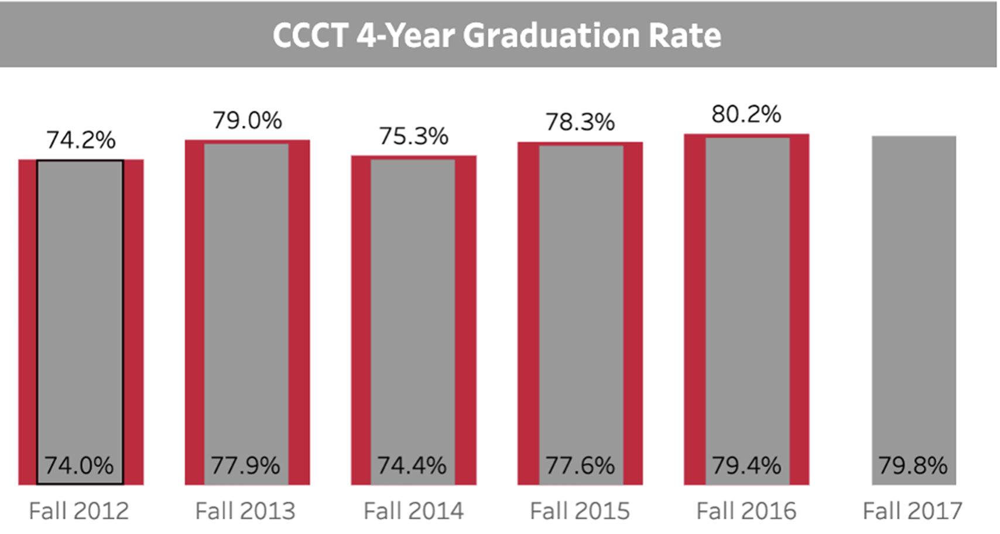 CCCT 4-Year Graduation Rate
74.2%
79.0%
75.3%
78.3%
80.2%
74.0%
77.9%
74.4%
77.6%
79.4%
79.8%
Fall 2012
Fall 2013
Fall 2014
Fall 2015
Fall 2016
Fall 2017